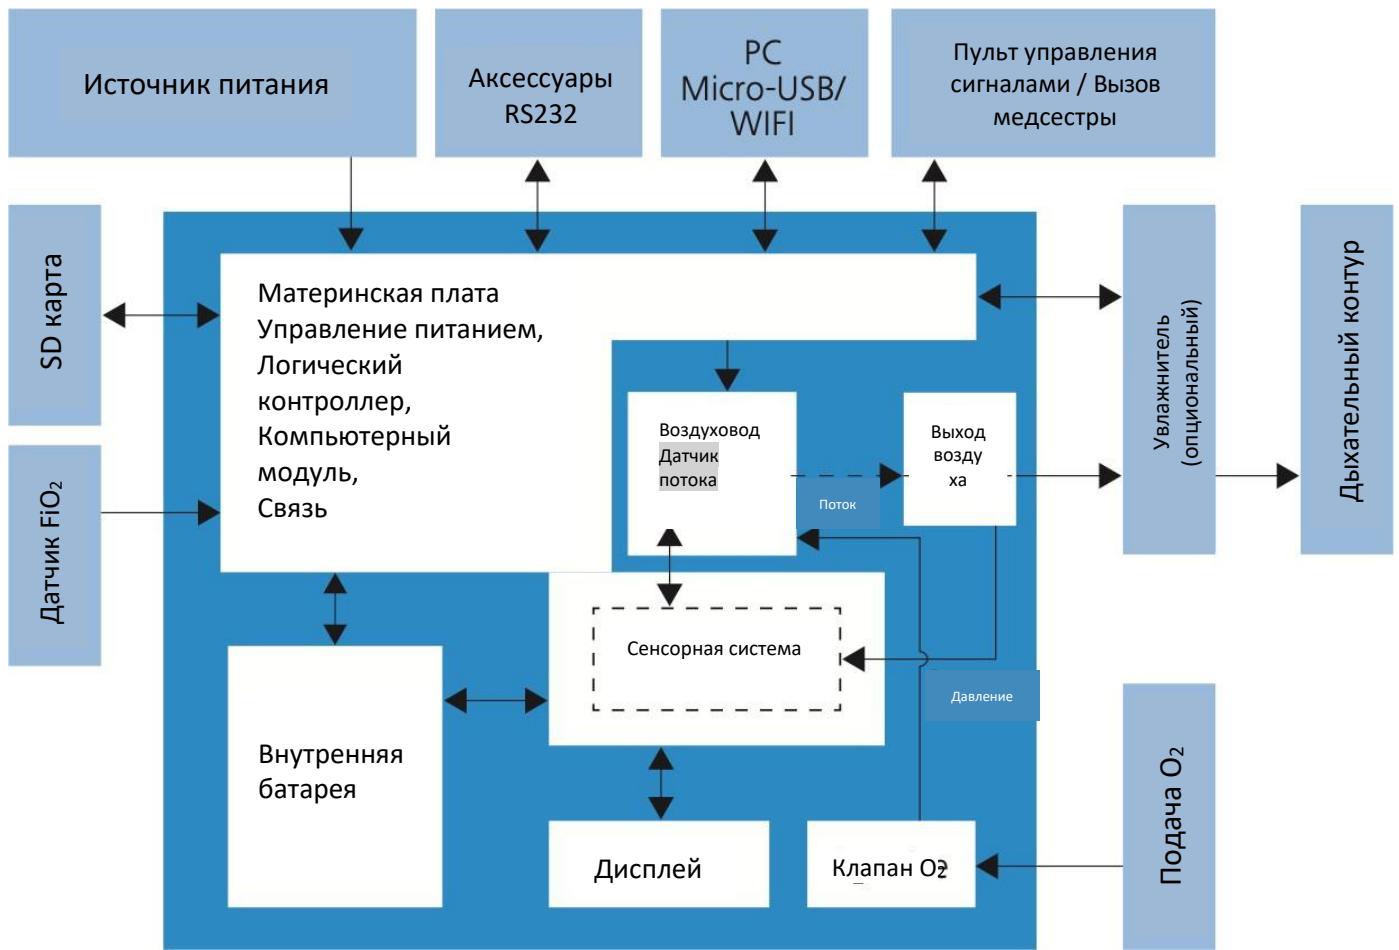 Источник питания
Аксессуары
RS232
PC
Micro-USB/
WIFI
Пульт управления
сигналами / Вызов
медсестры
SD карта
Датчик FiO₂
Материнская плата
Управление питанием,
Логический
контроллер,
Компьютерный
модуль,
Связь
Воздуховод
Датчик
потока
Поток
Выход
возду
ха
Увлажнитель
(опциональный)
Дыхательный контур
Сенсорная система
Давление
Внутренняя
батарея
Дисплей
Клапан O₂
Подача O₂